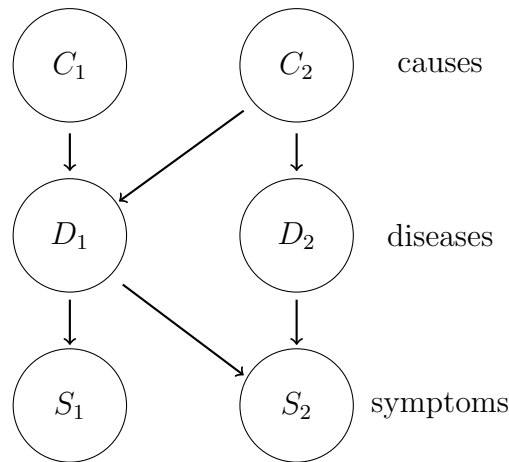 C₁ C₂ causes
D₁ D₂ diseases
S₁ S₂ symptoms